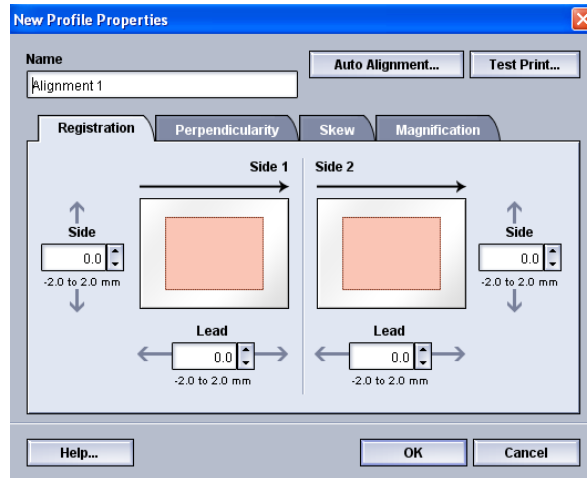 New Profile Properties
Name
Auto Alignment...
Test Print...
Alignment 1
Registration
Perpendicularity
Skew
Magnification
Side 1
Side 2
Side
0.0
-2.0 to 2.0 mm
Side
0.0
-2.0 to 2.0 mm
Lead
0.0
-2.0 to 2.0 mm
Lead
0.0
-2.0 to 2.0 mm
Help...
OK
Cancel